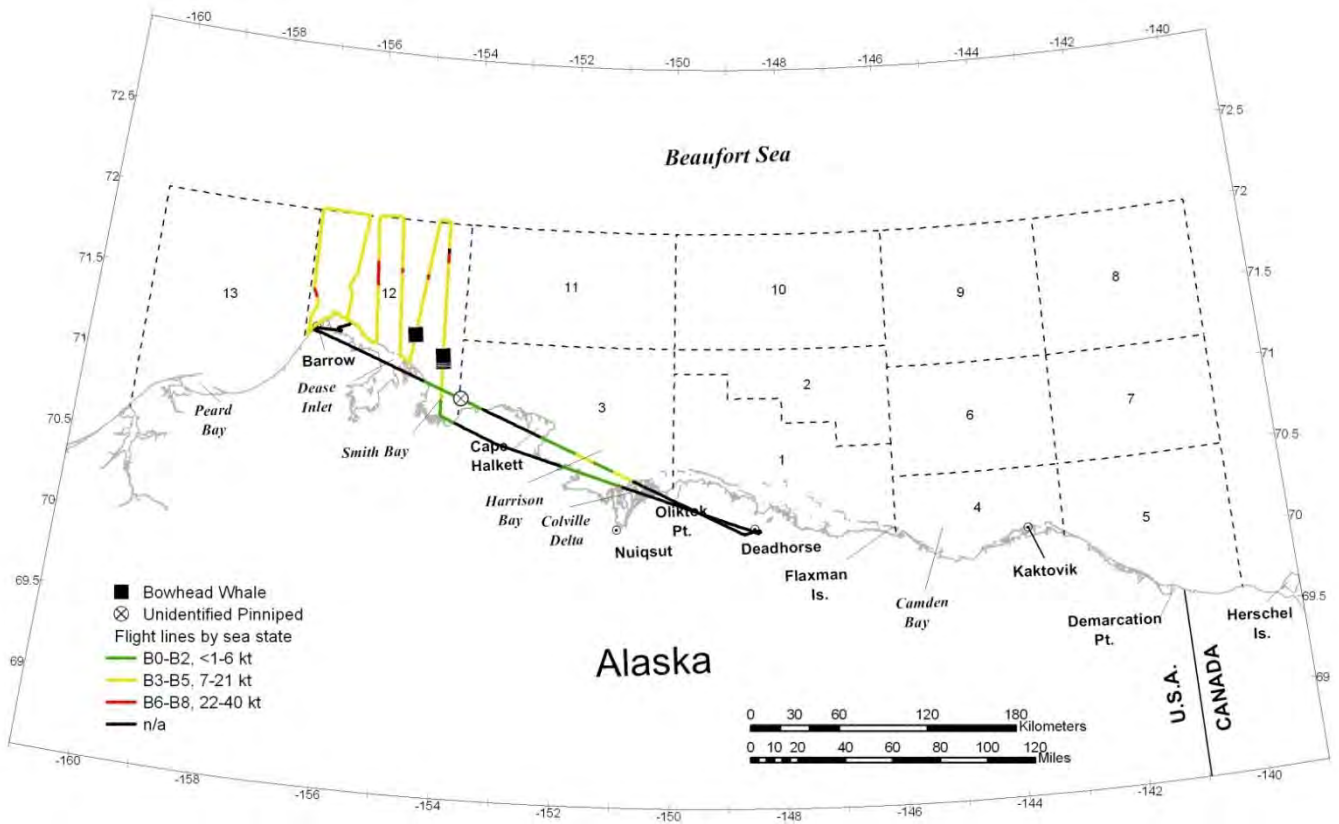 -160
-158
-156
-154
-152
-150
-148
-146
-144
-142
-140
72.5
72.5
Beaufort Sea
72
72
71.5
71.5
13
12
11
10
9
8
71
71
Barrow
Dease
Inlet
2
7
Peard
Bay
3
6
70.5
70.5
Smith Bay
Cape
Halkett
1
Harrison
Bay
Colville
Delta
Oliktok
Pt.
4
5
70
70
Nuiqsut
Deadhorse
Flaxman
Is.
Camden
Bay
Kaktovik
Demarcation
Pt.
Herschel
Is.
69.5
69.5
Bowhead Whale
Unidentified Pinniped
Flight lines by sea state
B0-B2, <1-6 kt
B3-B5, 7-21 kt
B6-B8, 22-40 kt
n/a
Alaska
U.S.A.
CANADA
69
69
0 30 60 120 180
Kilometers
0 10 20 40 60 80 100 120
Miles
-160
-158
-156
-154
-152
-150
-148
-146
-144
-142
-140